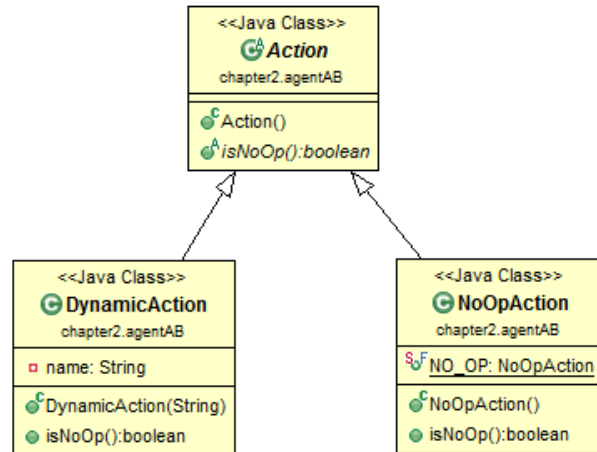 <<Java Class>>
Action
chapter2.agentAB
Action()
isNoOp():boolean
<<Java Class>>
DynamicAction
chapter2.agentAB
name: String
DynamicAction(String)
isNoOp():boolean
<<Java Class>>
NoOpAction
chapter2.agentAB
NO_OP: NoOpAction
NoOpAction()
isNoOp():boolean